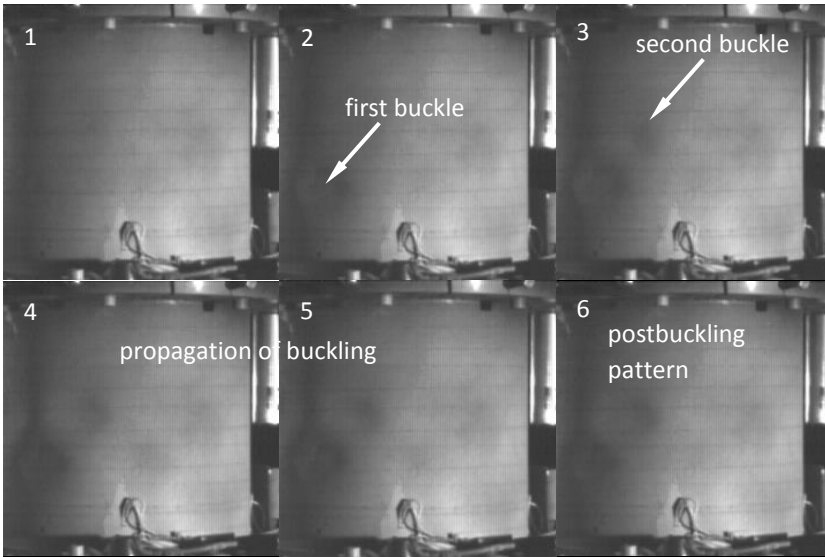 1
2
first buckle
3
second buckle
4
5
propagation of buckling
6
postbuckling
pattern